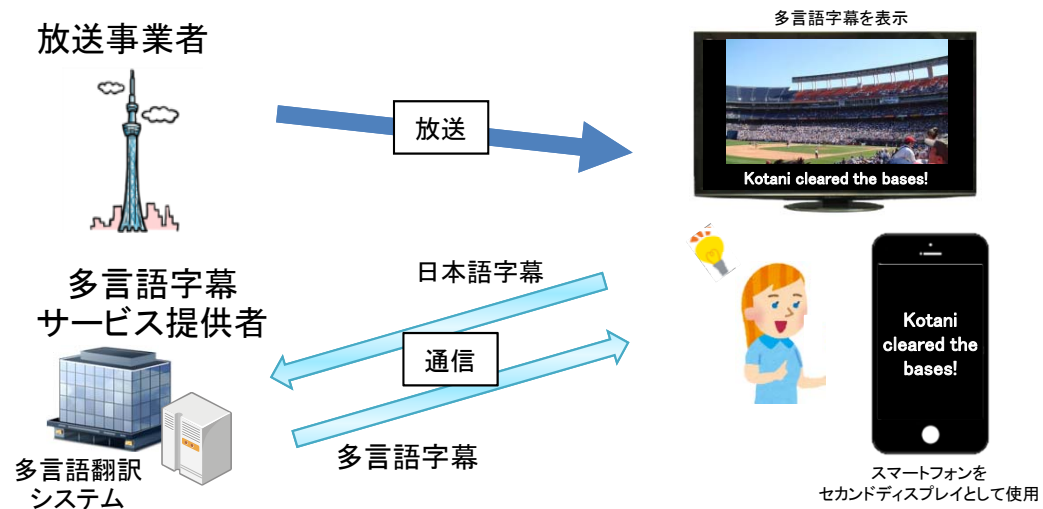 放送事業者
放送
多言語字幕を表示
Kotani cleared the bases!
多言語字幕
サービス提供者
日本語字幕
通信
多言語字幕
多言語翻訳
システム
Kotani
cleared the
bases!
スマートフォンを
セカンドディスプレイとして使用